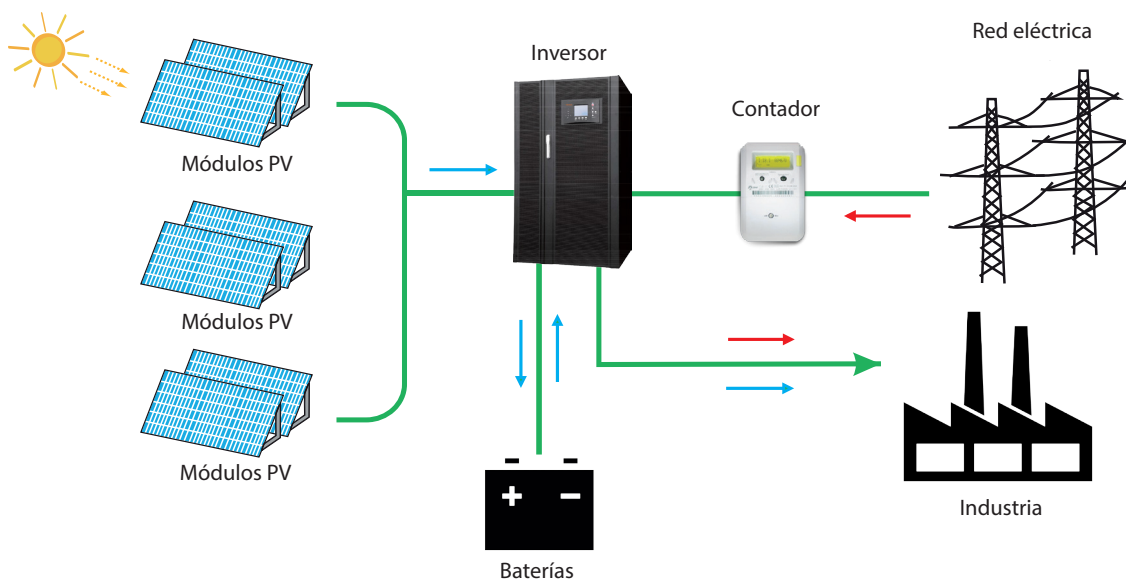 Red eléctrica
Inversor
Contador
Módulos PV
Módulos PV
Módulos PV
Industria
Baterías